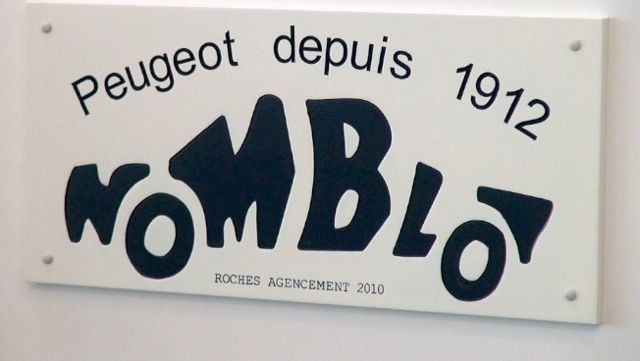 Peugeot depuis 1912
NOMBLOT
ROCHES AGENCEMENT 2010